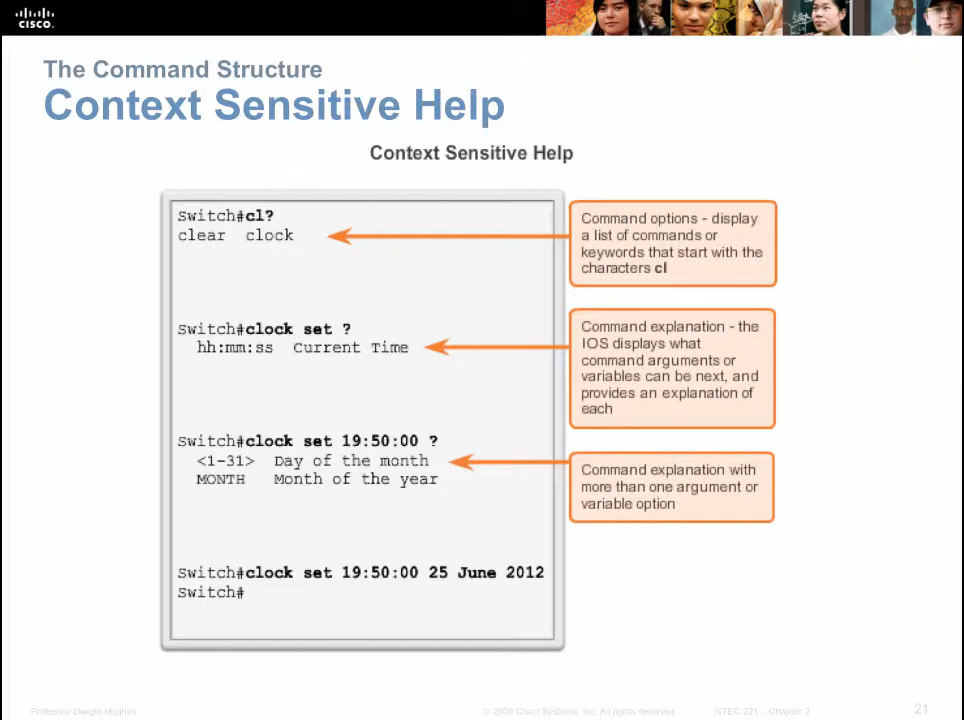 CISCO.
The Command Structure
Context Sensitive Help
Context Sensitive Help
Switch#cl?
clear clock
Command options - display
a list of commands or
keywords that start with the
characters cl
Switch#clock set ?
hh:mm:ss Current Time
Command explanation - the
IOS displays what
command arguments or
variables can be next, and
provides an explanation of
each
Switch#clock set 19:50:00 ?
<1-31> Day of the month
MONTH Month of the year
Command explanation with
more than one argument or
variable option
Switch#clock set 19:50:00 25 June 2012
Switch#
Professor Dwight Hughes
© 2008 Cisco Systems, Inc. All rights reserved
NTEC 221 - Chapter 2
21